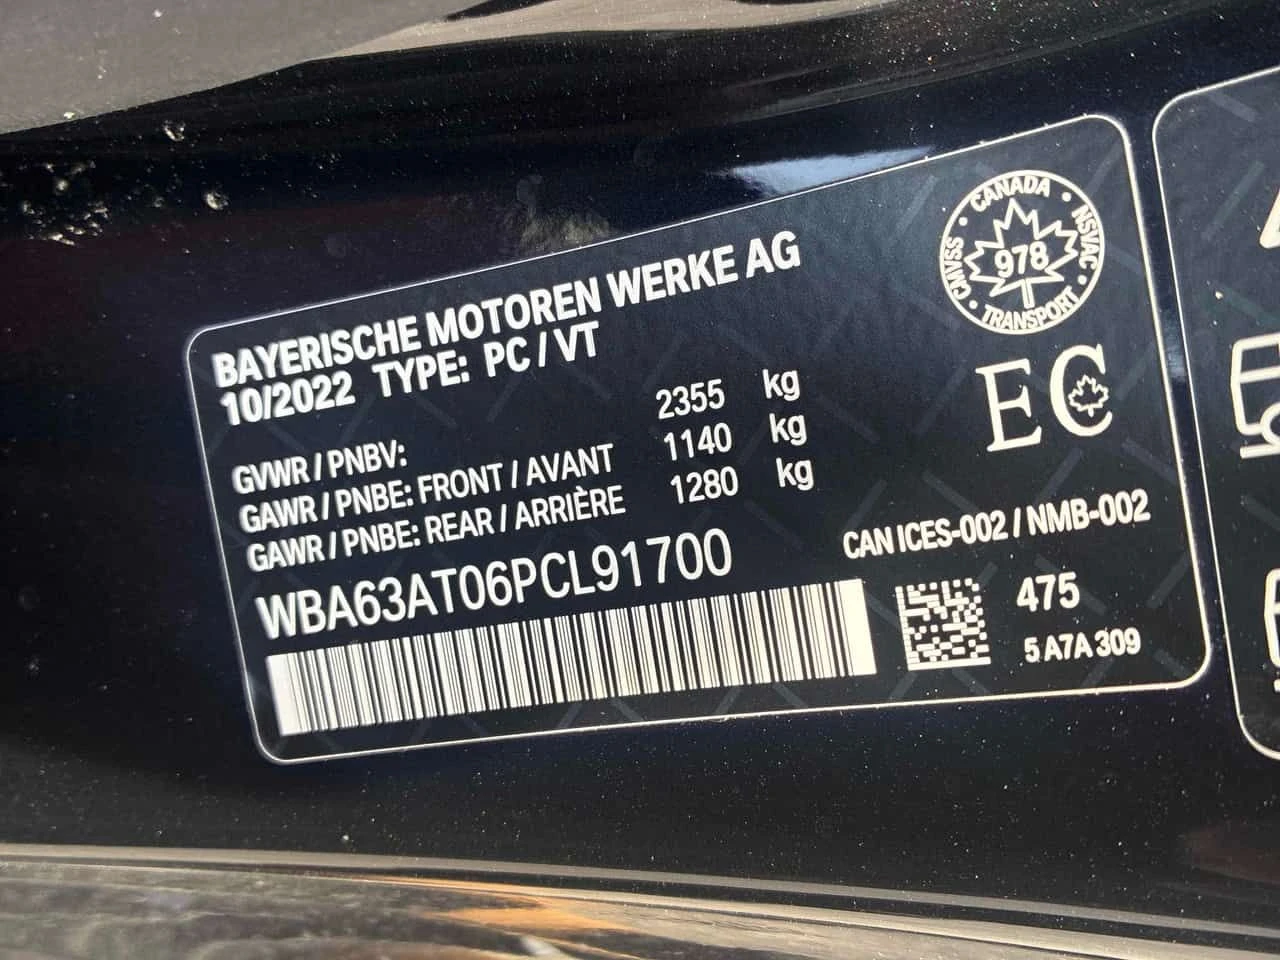 BAYERISCHE MOTOREN WERKE AG
10/2022 TYPE: PC / VT
GVWR / PNBV: 2355 kg
GAWR / PNBE: FRONT / AVANT 1140 kg
GAWR / PNBE: REAR / ARRIÈRE 1280 kg
WBA63AT06PCL91700
CANADA
NSVAC
TRANSPORT
CMVSS
978
EC
CAN ICES-002 / NMB-002
475
5 A7A 309